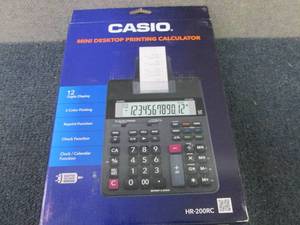 CASIO.
MINI DESKTOP PRINTING CALCULATOR
12
Digits Display
2 Color Printing
Reprint Function
Check Function
Clock / Calendar
Function
HR-200RC